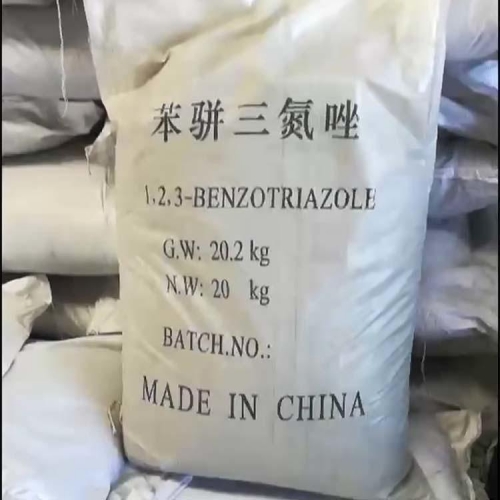 苯骈三氮唑
1,2,3-BENZOTRIAZOLE
G.W: 20.2 kg
N.W: 20 kg
BATCH.NO.:
MADE IN CHINA